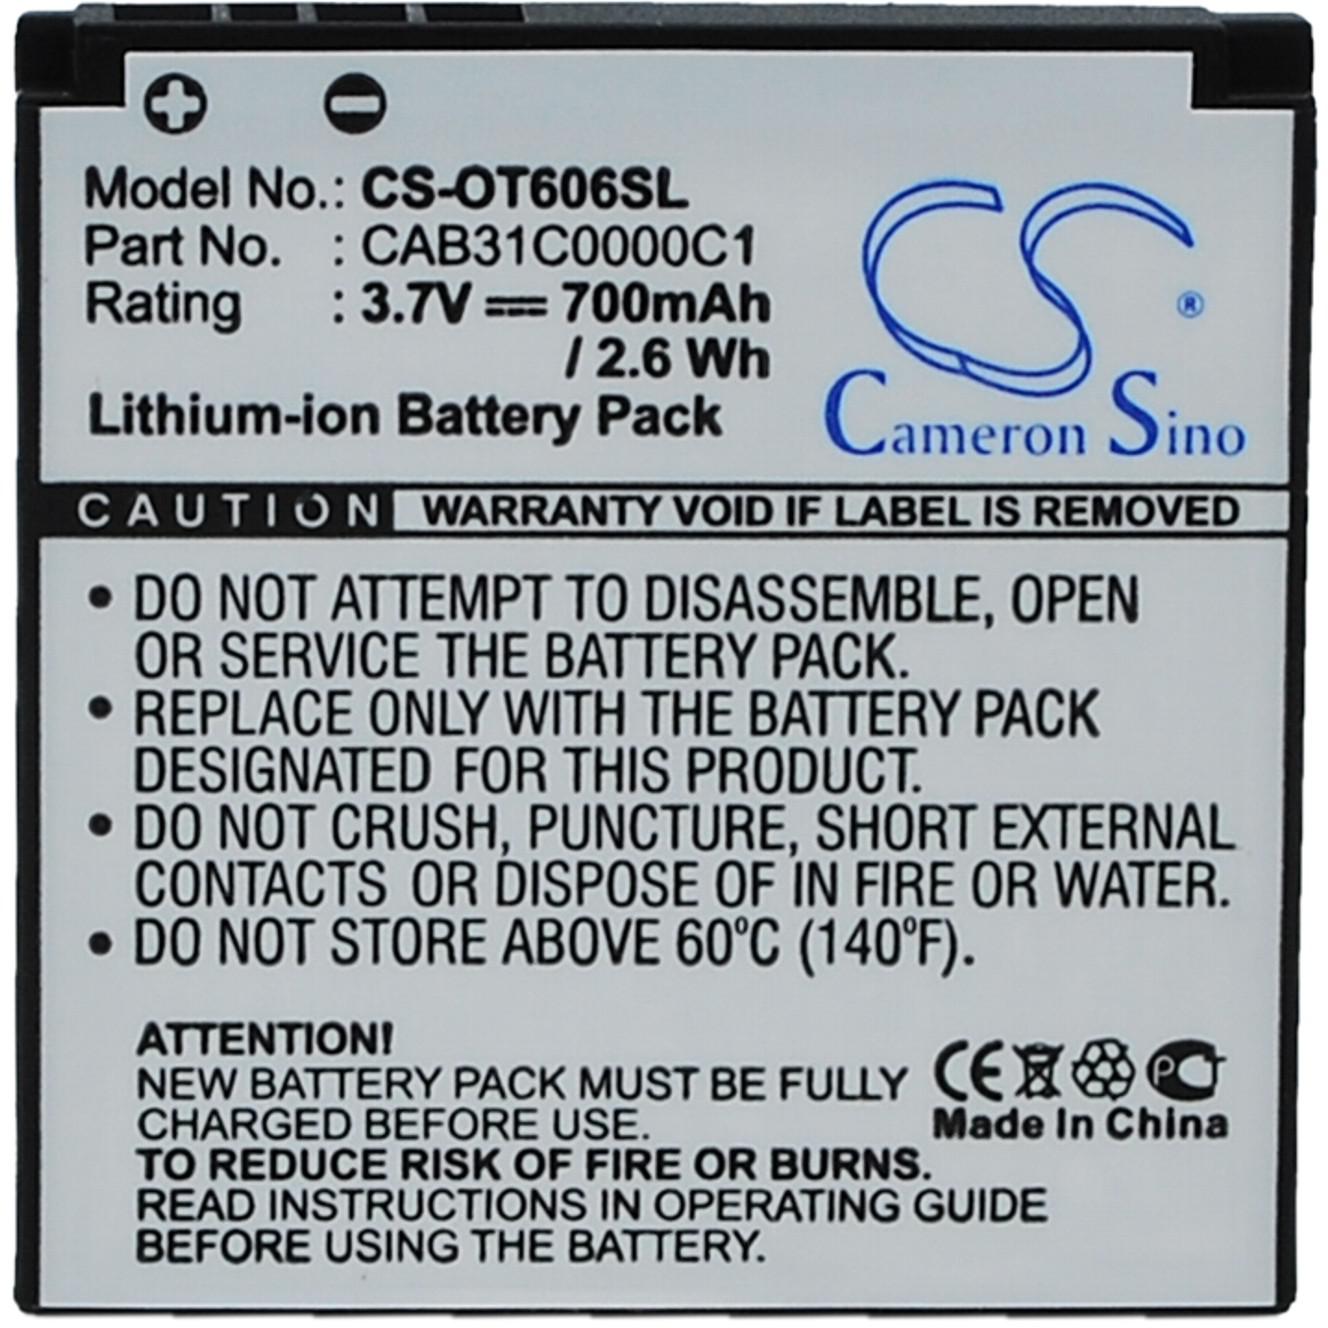 Model No.: CS-OT606SL
Part No. : CAB31C0000C1
Rating : 3.7V 700mAh
/ 2.6 Wh
Lithium-ion Battery Pack
CS ®
Cameron Sino
CAUTION WARRANTY VOID IF LABEL IS REMOVED
• DO NOT ATTEMPT TO DISASSEMBLE, OPEN
OR SERVICE THE BATTERY PACK.
• REPLACE ONLY WITH THE BATTERY PACK
DESIGNATED FOR THIS PRODUCT.
• DO NOT CRUSH, PUNCTURE, SHORT EXTERNAL
CONTACTS OR DISPOSE OF IN FIRE OR WATER.
• DO NOT STORE ABOVE 60°C (140°F).
ATTENTION!
NEW BATTERY PACK MUST BE FULLY
CHARGED BEFORE USE.
TO REDUCE RISK OF FIRE OR BURNS.
READ INSTRUCTIONS IN OPERATING GUIDE
BEFORE USING THE BATTERY.
CE PC
Made In China